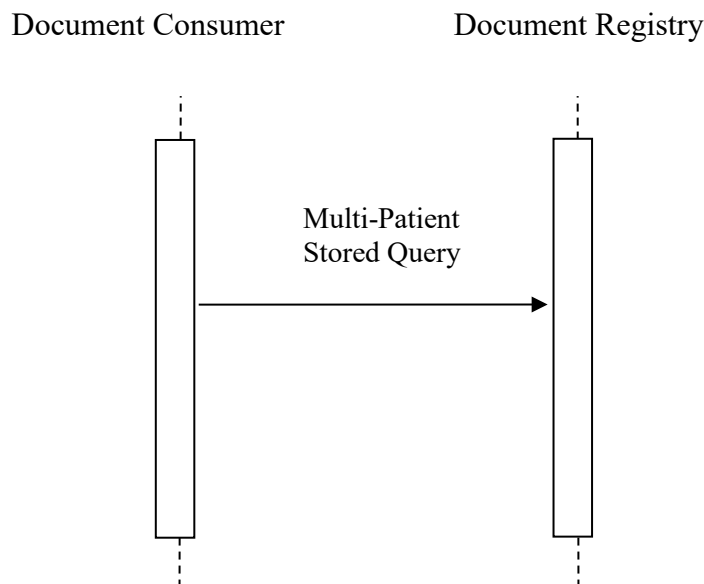 Document Consumer
Document Registry
Multi-Patient
Stored Query